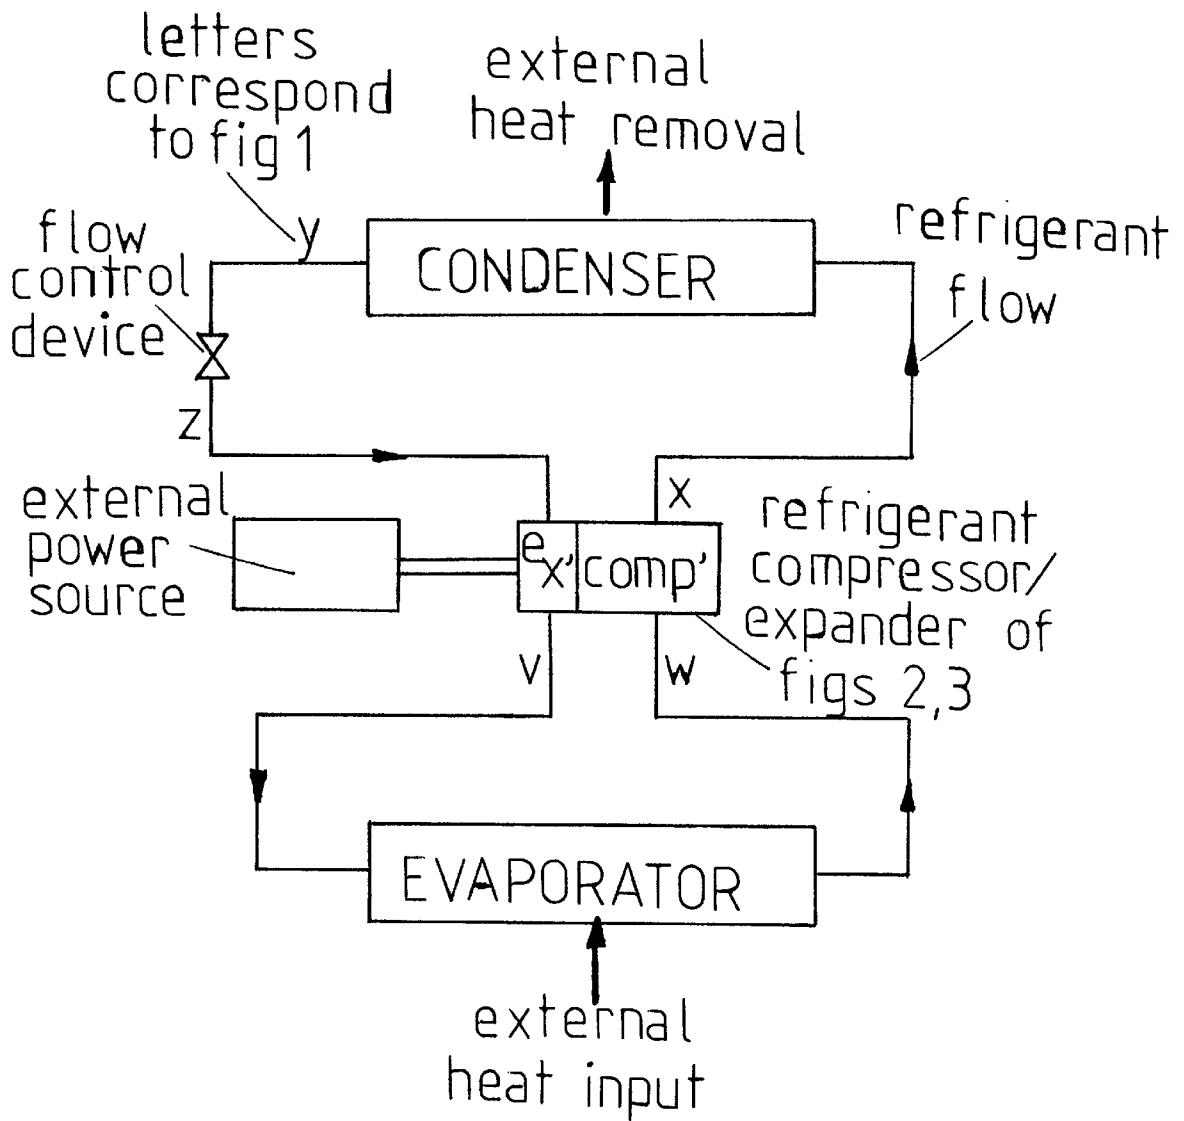 letters
correspond
to fig 1
external
heat removal
y
CONDENSER
refrigerant
flow
flow
control
device
z
external
power
source
x
ex' comp'
refrigerant
compressor/
expander of
figs 2,3
v
w
EVAPORATOR
external
heat input